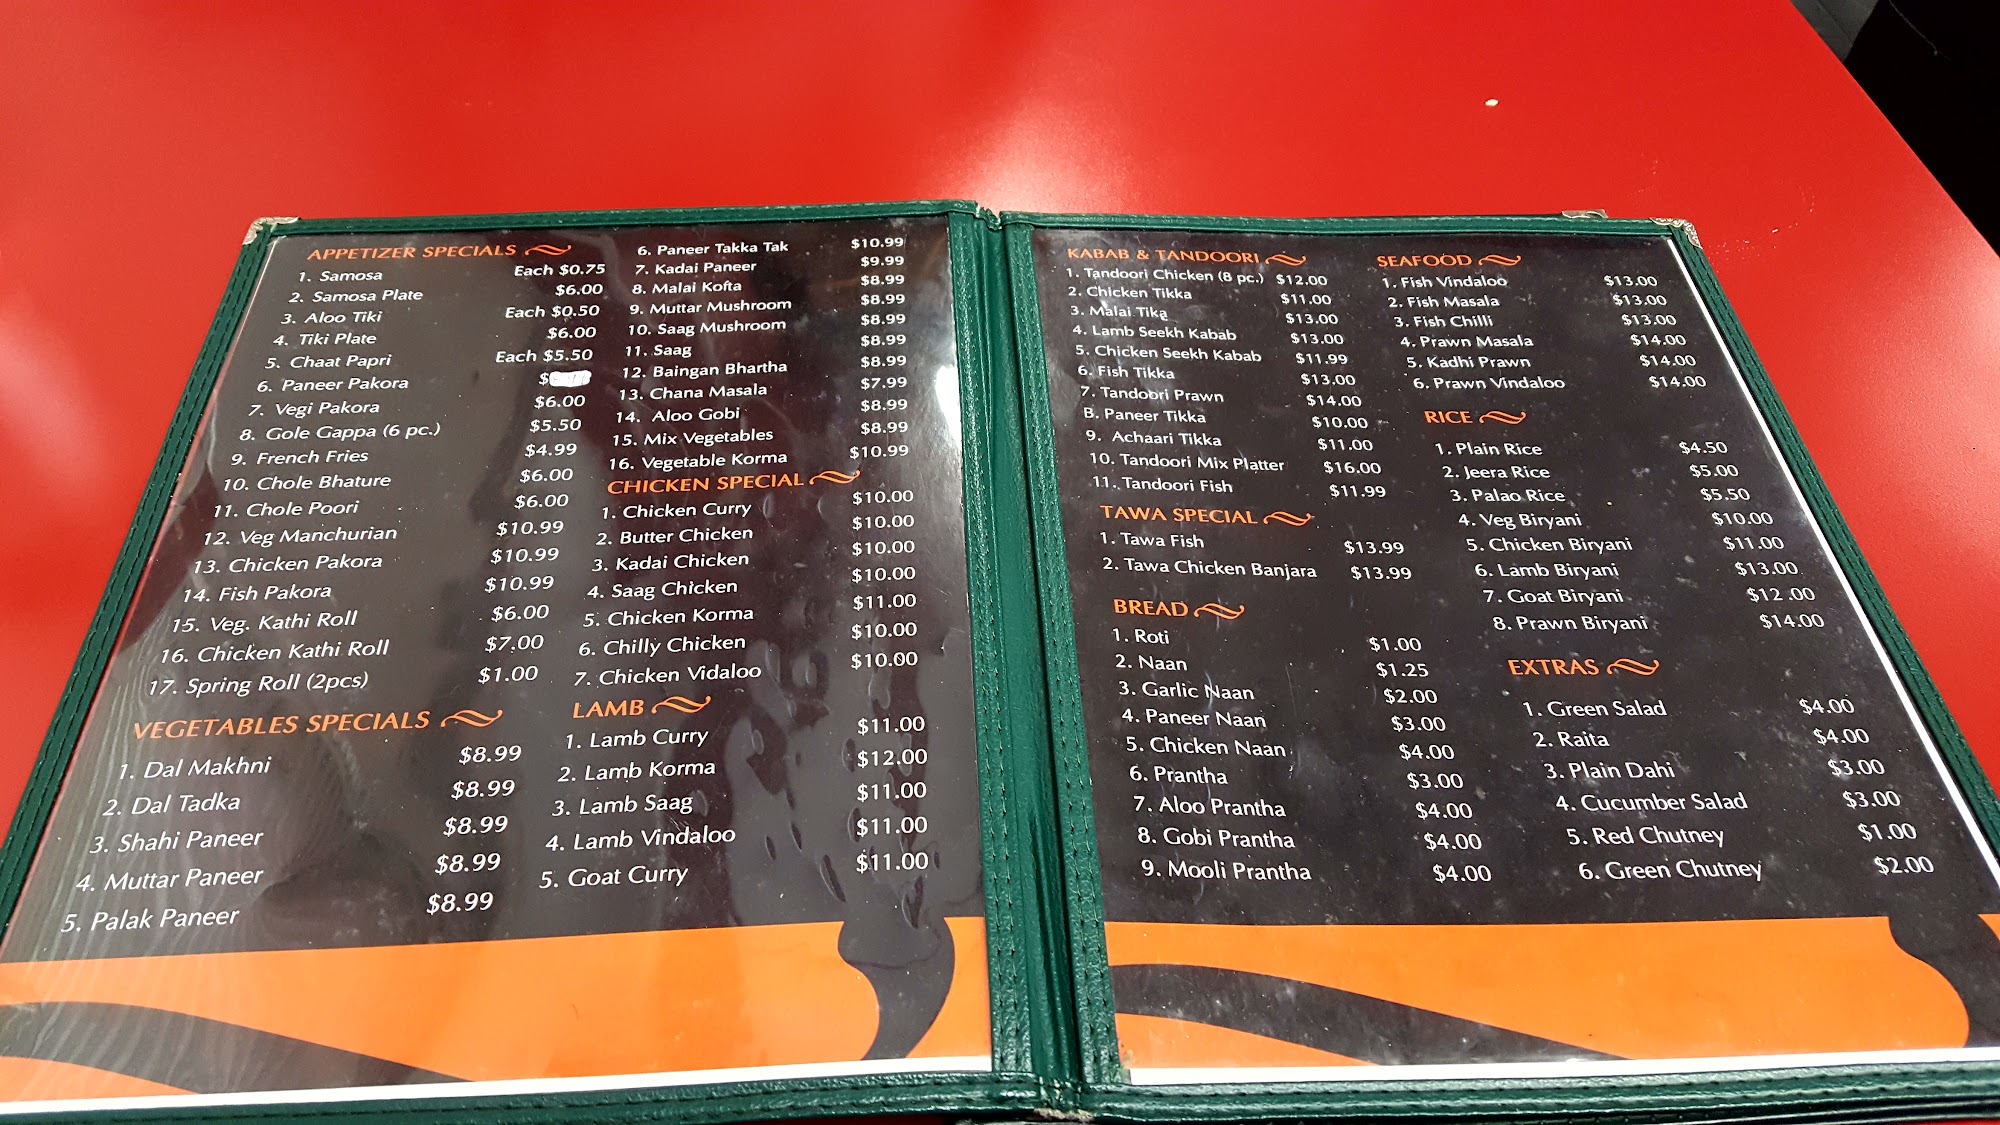 APPETIZER SPECIALS
1. Samosa Each $0.75
2. Samosa Plate $6.00
3. Aloo Tiki Each $0.50
4. Tiki Plate $6.00
5. Chaat Papri Each $5.50
6. Paneer Pakora $
7. Vegi Pakora $6.00
8. Gole Gappa (6 pc.) $5.50
9. French Fries $4.99
10. Chole Bhature $6.00
11. Chole Poori $6.00
12. Veg Manchurian $10.99
13. Chicken Pakora $10.99
14. Fish Pakora $10.99
15. Veg. Kathi Roll $6.00
16. Chicken Kathi Roll $7.00
17. Spring Roll (2pcs) $1.00
VEGETABLES SPECIALS
1. Dal Makhni $8.99
2. Dal Tadka $8.99
3. Shahi Paneer $8.99
4. Muttar Paneer $8.99
5. Palak Paneer $8.99
6. Paneer Takka Tak $10.99
7. Kadai Paneer $9.99
8. Malai Kofta $8.99
9. Muttar Mushroom $8.99
10. Saag Mushroom $8.99
11. Saag $8.99
12. Baingan Bhartha $8.99
13. Chana Masala $7.99
14. Aloo Gobi $8.99
15. Mix Vegetables $8.99
16. Vegetable Korma $10.99
CHICKEN SPECIAL
1. Chicken Curry $10.00
2. Butter Chicken $10.00
3. Kadai Chicken $10.00
4. Saag Chicken $10.00
5. Chicken Korma $11.00
6. Chilly Chicken $10.00
7. Chicken Vidaloo $10.00
LAMB
1. Lamb Curry $11.00
2. Lamb Korma $12.00
3. Lamb Saag $11.00
4. Lamb Vindaloo $11.00
5. Goat Curry $11.00
KABAB & TANDOORI
1. Tandoori Chicken (8 pc.) $12.00
2. Chicken Tikka $11.00
3. Malai Tika $13.00
4. Lamb Seekh Kabab $13.00
5. Chicken Seekh Kabab $11.99
6. Fish Tikka $13.00
7. Tandoori Prawn $14.00
B. Paneer Tikka $10.00
9. Achaari Tikka $11.00
10. Tandoori Mix Platter $16.00
11. Tandoori Fish $11.99
TAWA SPECIAL
1. Tawa Fish $13.99
2. Tawa Chicken Banjara $13.99
BREAD
1. Roti $1.00
2. Naan $1.25
3. Garlic Naan $2.00
4. Paneer Naan $3.00
5. Chicken Naan $4.00
6. Prantha $3.00
7. Aloo Prantha $4.00
8. Gobi Prantha $4.00
9. Mooli Prantha $4.00
SEAFOOD
1. Fish Vindaloo $13.00
2. Fish Masala $13.00
3. Fish Chilli $13.00
4. Prawn Masala $14.00
5. Kadhi Prawn $14.00
6. Prawn Vindaloo $14.00
RICE
1. Plain Rice $4.50
2. Jeera Rice $5.00
3. Palao Rice $5.50
4. Veg Biryani $10.00
5. Chicken Biryani $11.00
6. Lamb Biryani $13.00
7. Goat Biryani $12.00
8. Prawn Biryani $14.00
EXTRAS
1. Green Salad $4.00
2. Raita $4.00
3. Plain Dahi $3.00
4. Cucumber Salad $3.00
5. Red Chutney $1.00
6. Green Chutney $2.00